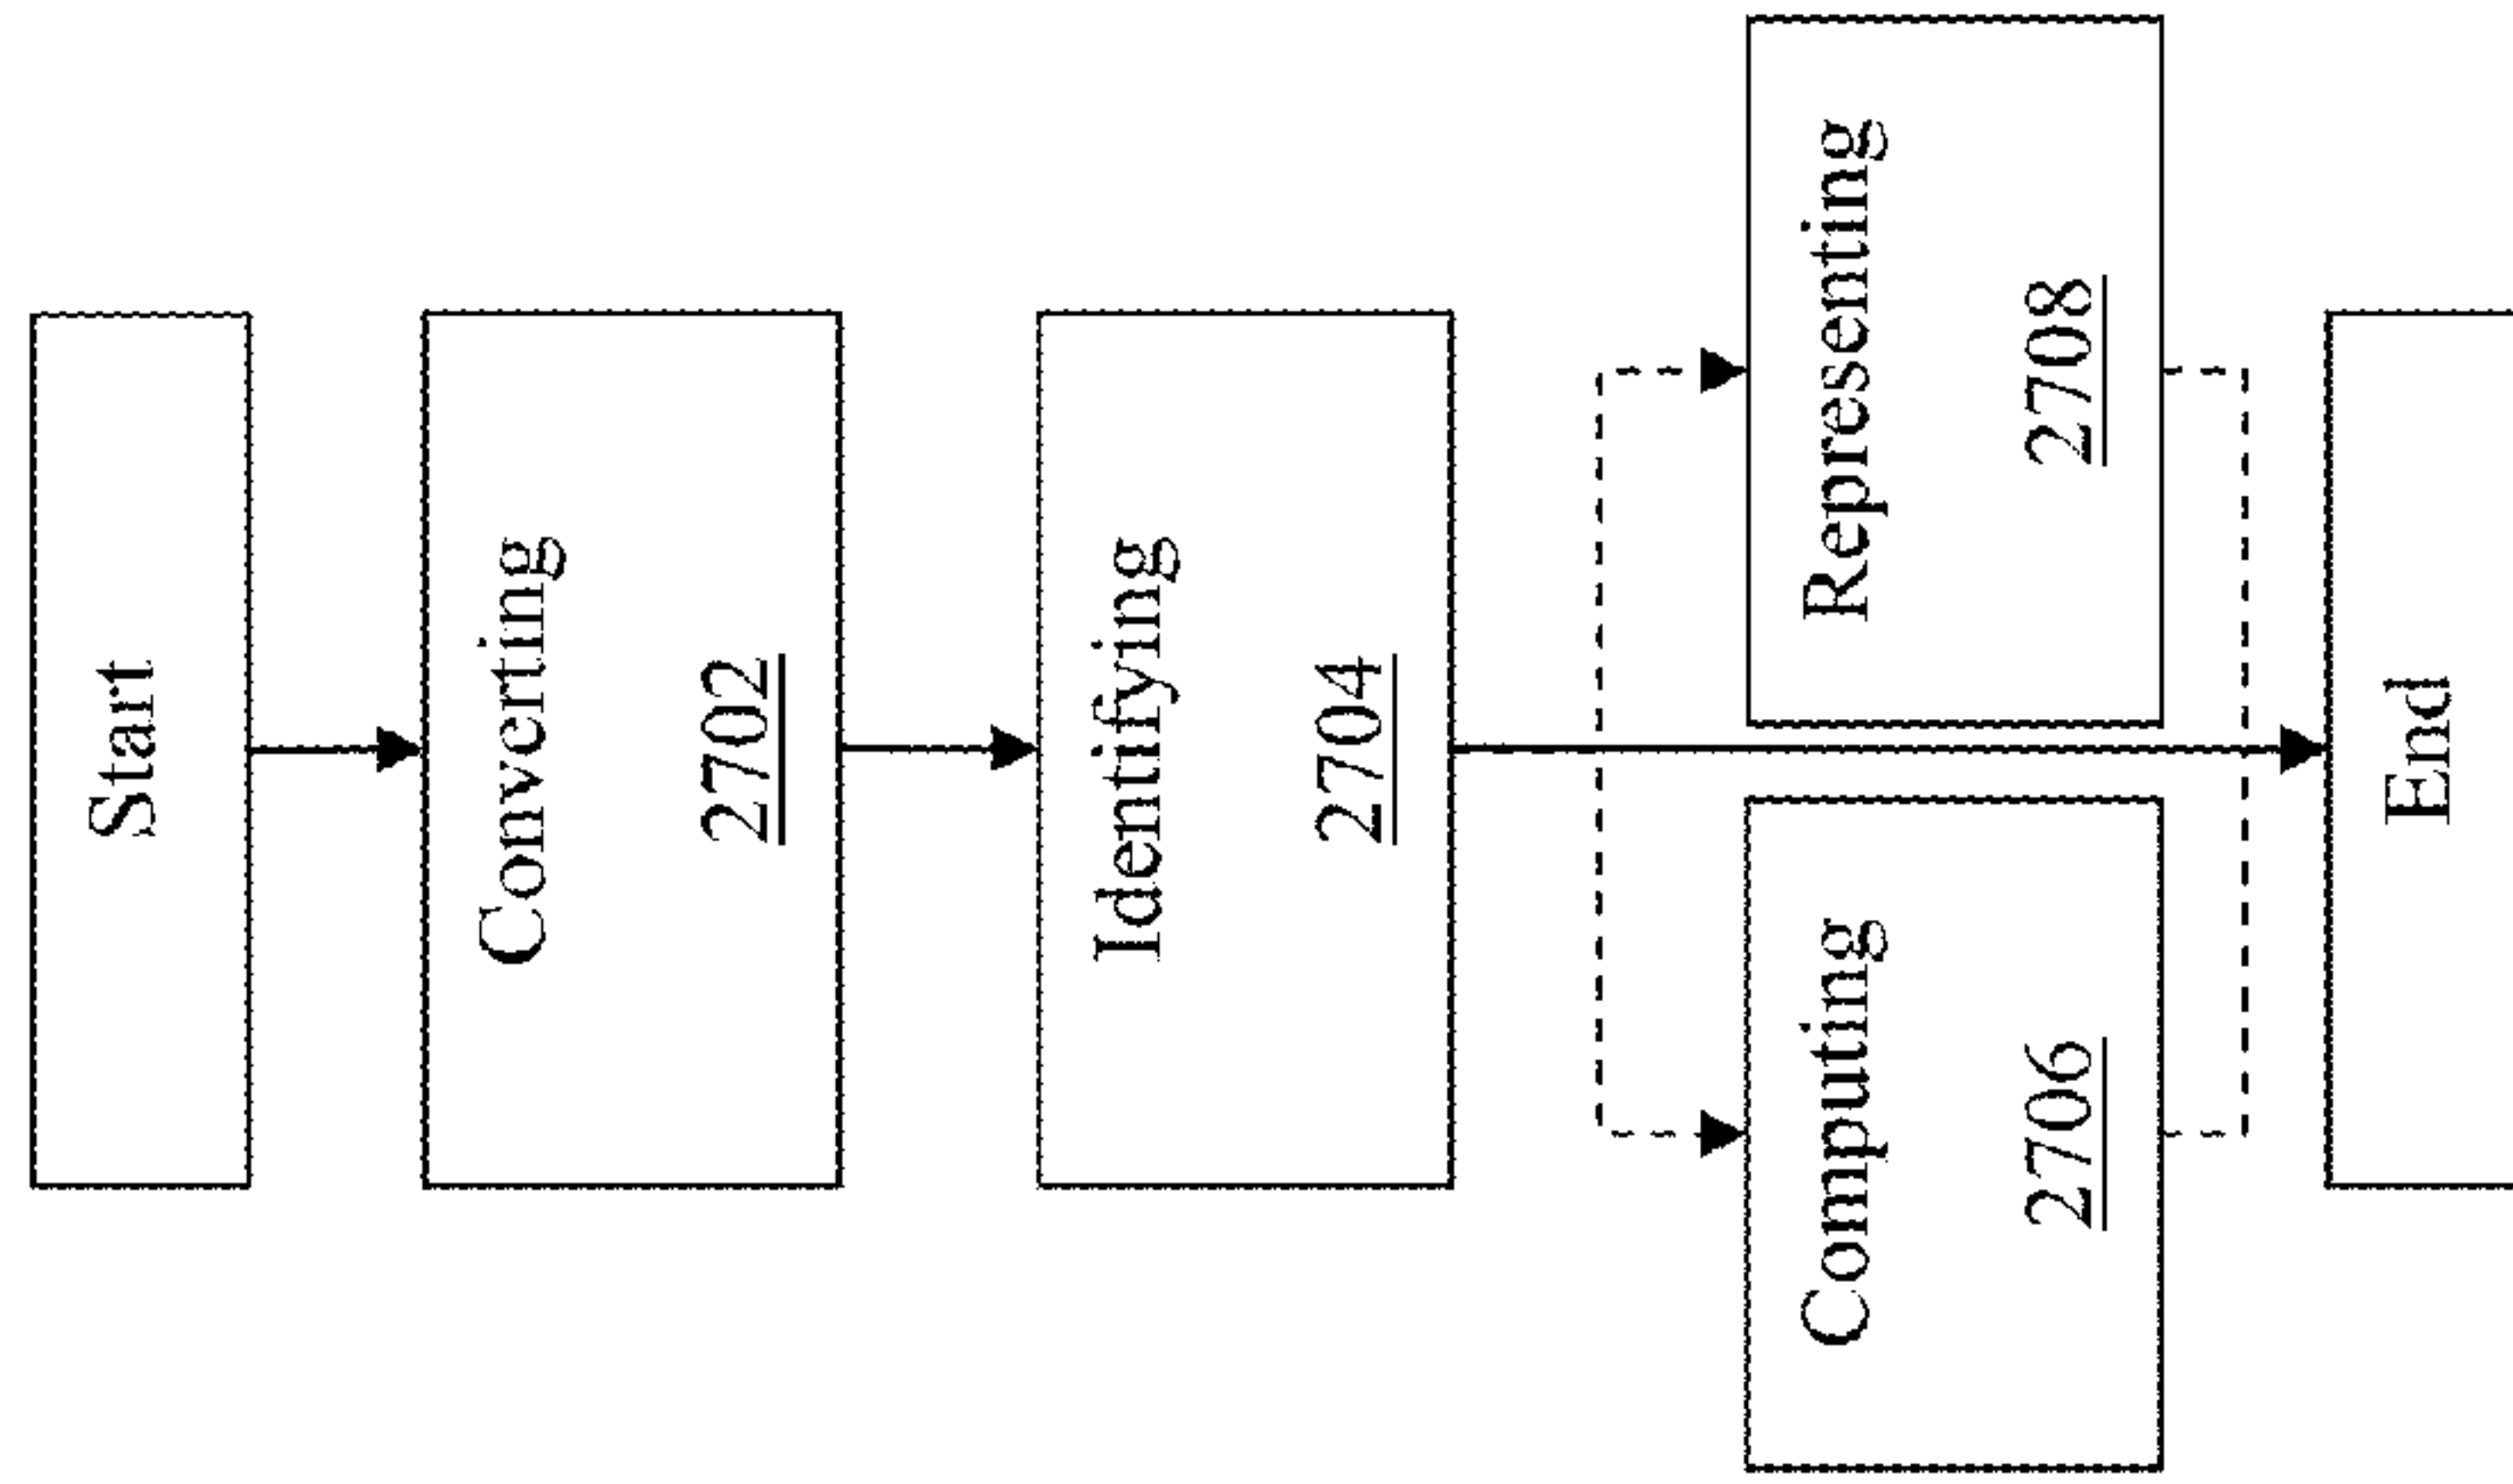 Start
Converting
2702
Identifying
2704
Computing
2706
Representing
2708
End